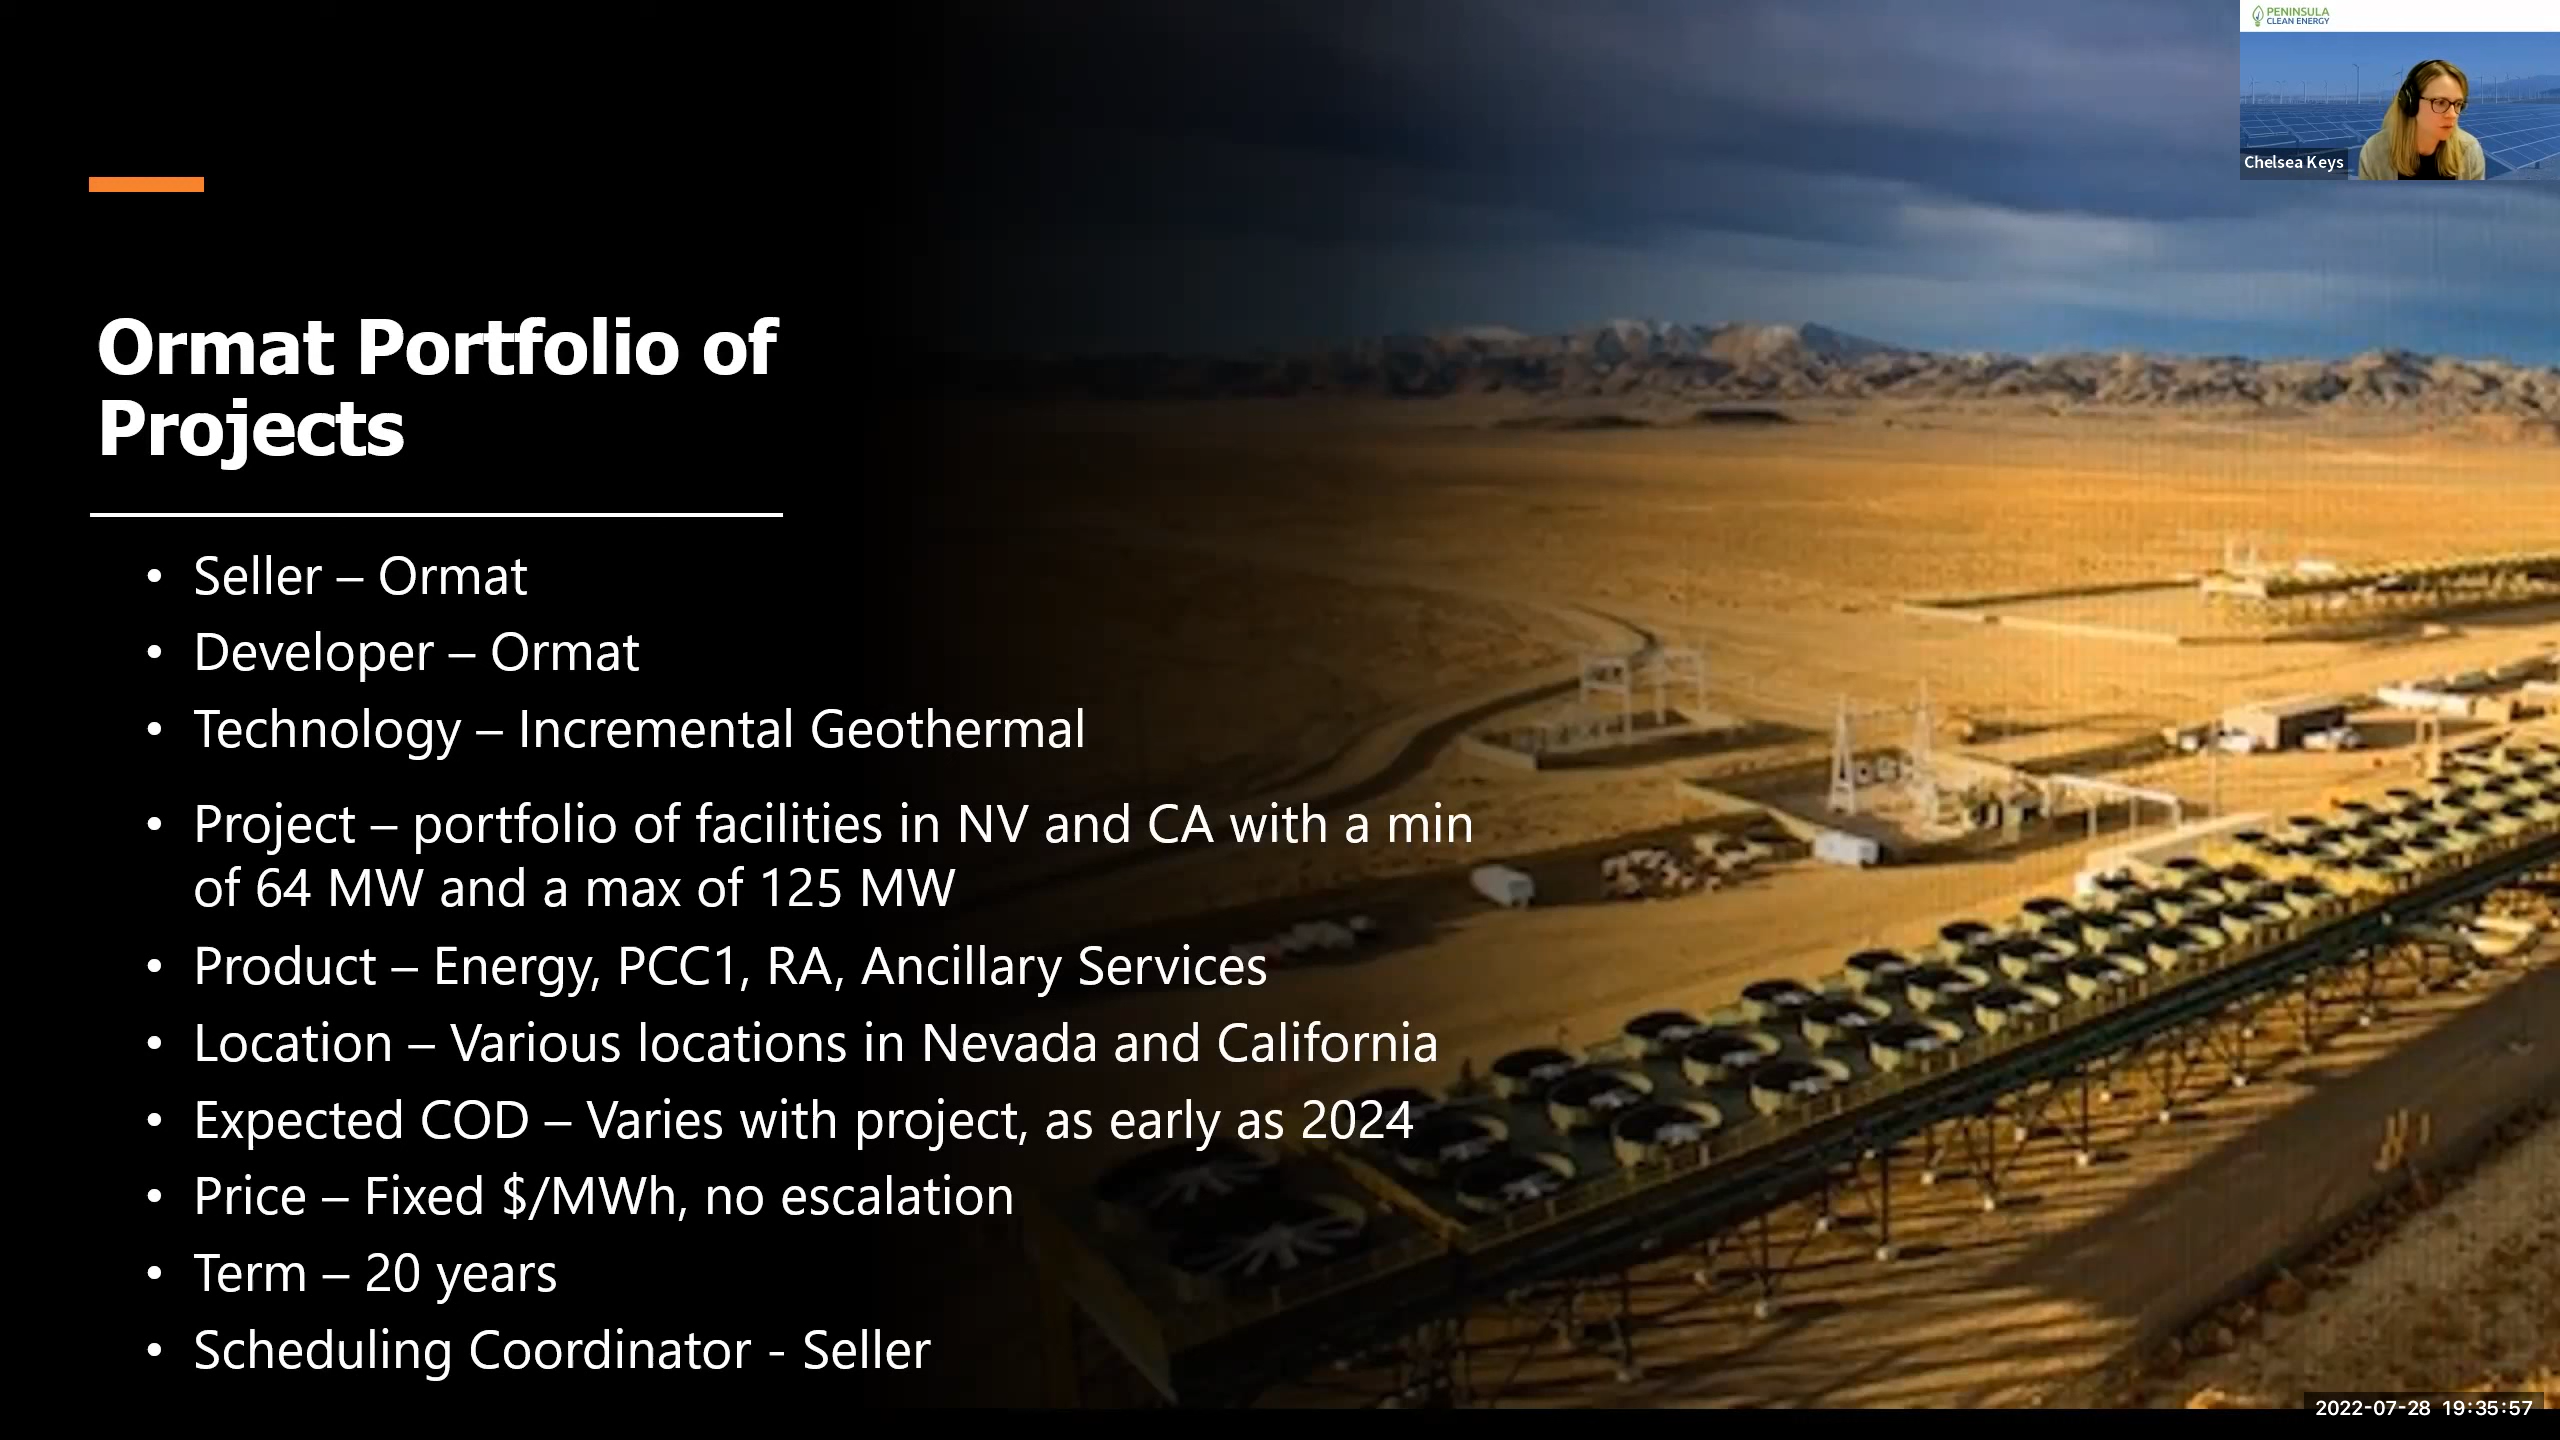 PENINSULA
CLEAN ENERGY
Chelsea Keys
Ormat Portfolio of
Projects
• Seller – Ormat
• Developer – Ormat
• Technology – Incremental Geothermal
• Project – portfolio of facilities in NV and CA with a min
of 64 MW and a max of 125 MW
• Product – Energy, PCC1, RA, Ancillary Services
• Location – Various locations in Nevada and California
• Expected COD – Varies with project, as early as 2024
• Price – Fixed $/MWh, no escalation
• Term – 20 years
• Scheduling Coordinator - Seller
2022-07-28 19:35:57